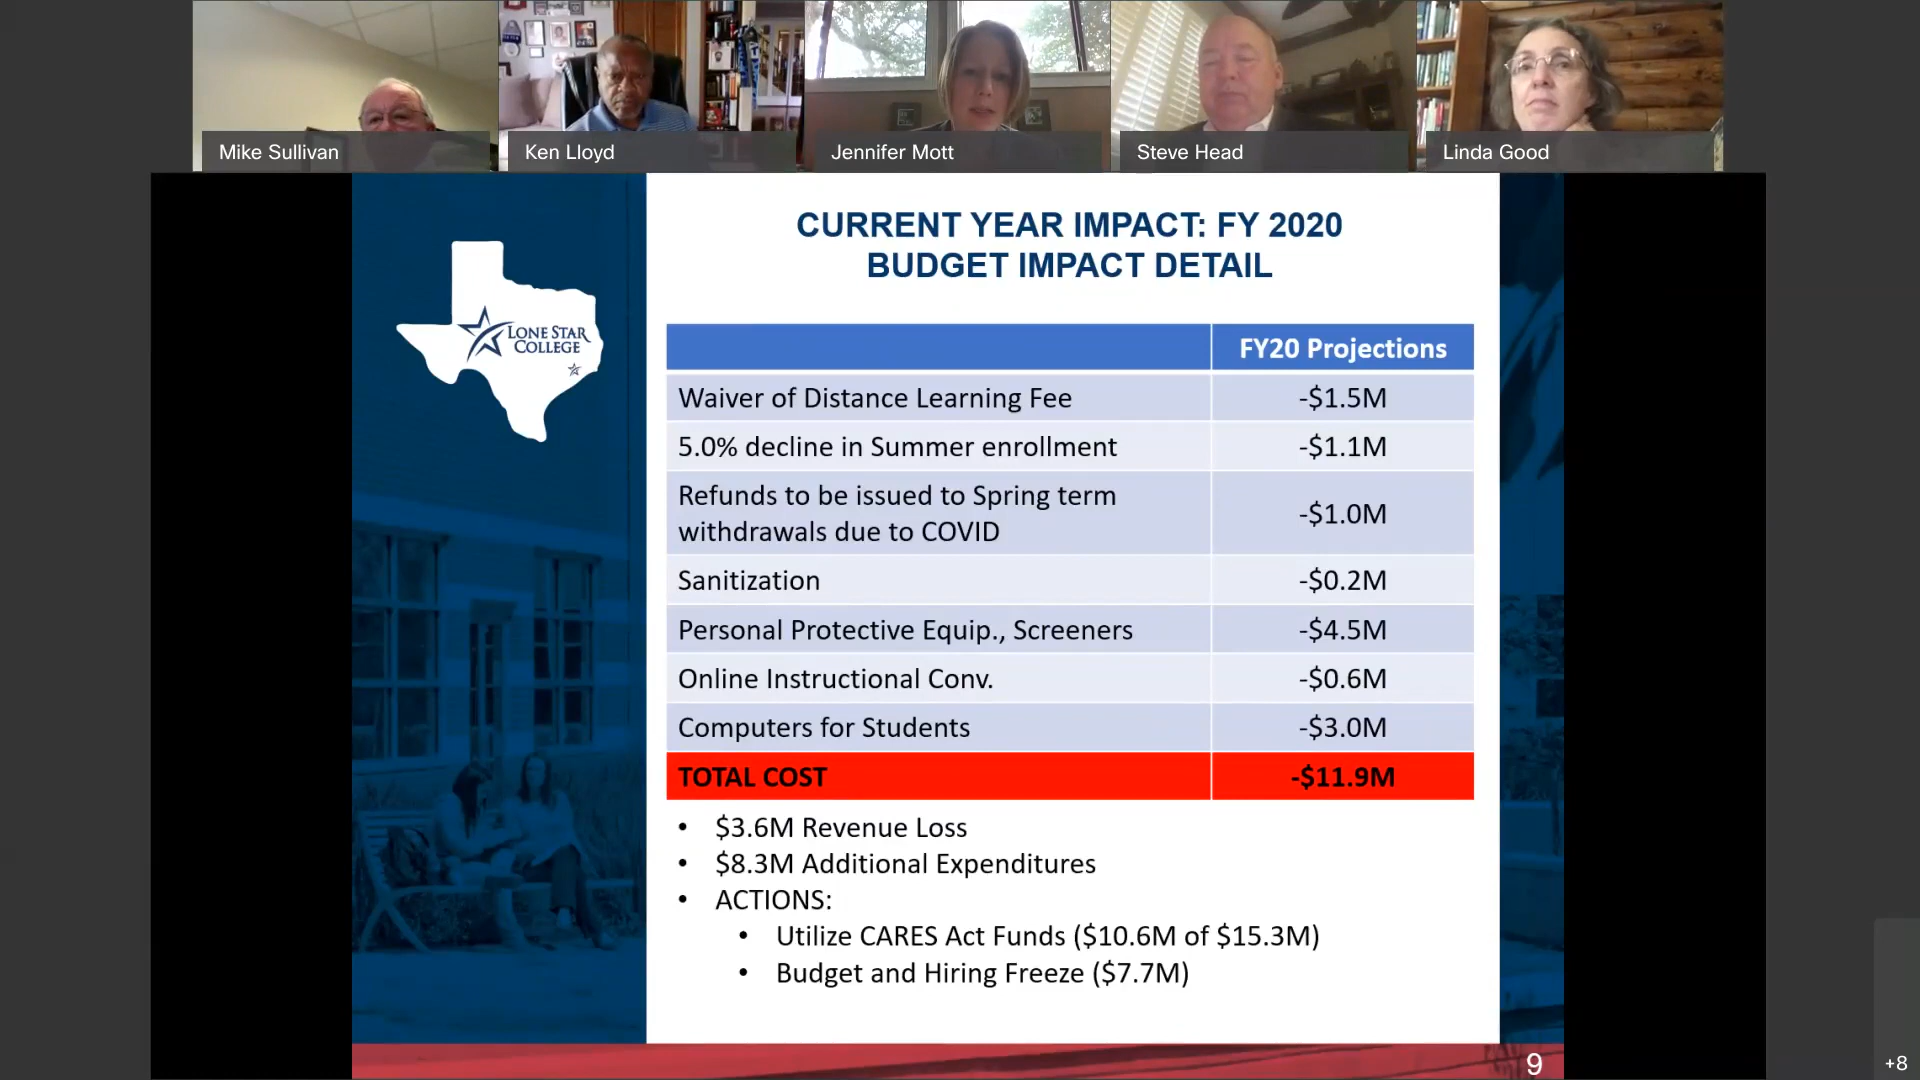 Mike Sullivan
Ken Lloyd
Jennifer Mott
Steve Head
Linda Good
LONE STAR
COLLEGE
CURRENT YEAR IMPACT: FY 2020
BUDGET IMPACT DETAIL
FY20 Projections
Waiver of Distance Learning Fee -$1.5M
5.0% decline in Summer enrollment -$1.1M
Refunds to be issued to Spring term
withdrawals due to COVID -$1.0M
Sanitization -$0.2M
Personal Protective Equip., Screeners -$4.5M
Online Instructional Conv. -$0.6M
Computers for Students -$3.0M
TOTAL COST -$11.9M
• $3.6M Revenue Loss
• $8.3M Additional Expenditures
• ACTIONS:
• Utilize CARES Act Funds ($10.6M of $15.3M)
• Budget and Hiring Freeze ($7.7M)
9
+8